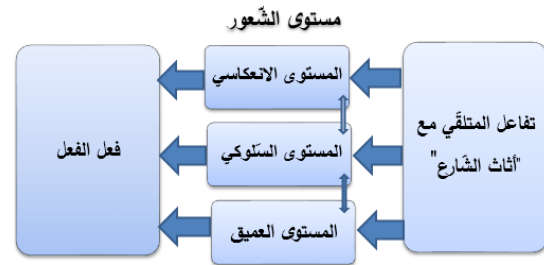 مستوى الشّعور
المستوى الانعكاسي
تفاعل المتلقّي مع
"أثاث الشّارع"
المستوى السّلوكي
فعل الفعل
المستوى العميق